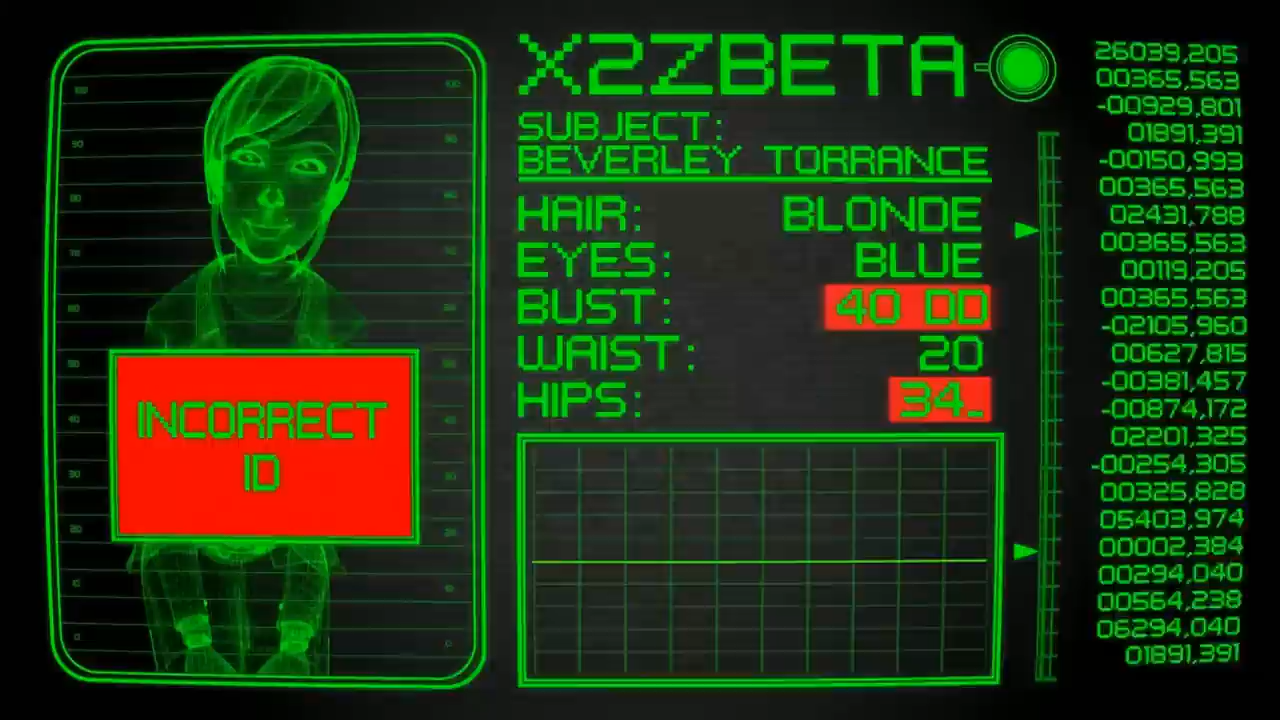 X2ZBETA
SUBJECT:
BEVERLEY TORRANCE
HAIR: BLONDE
EYES: BLUE
BUST: 40 DD
WAIST: 20
HIPS: 34_
INCORRECT
ID
26039,205
00365,563
-00929,801
01891,391
-00150,993
00365,563
02431,788
00365,563
00119,205
00365,563
-02105,960
00627,815
-00381,457
-00874,172
02201,325
-00254,305
00325,828
05403,974
00002,384
00294,040
00564,238
06294,040
01891,391